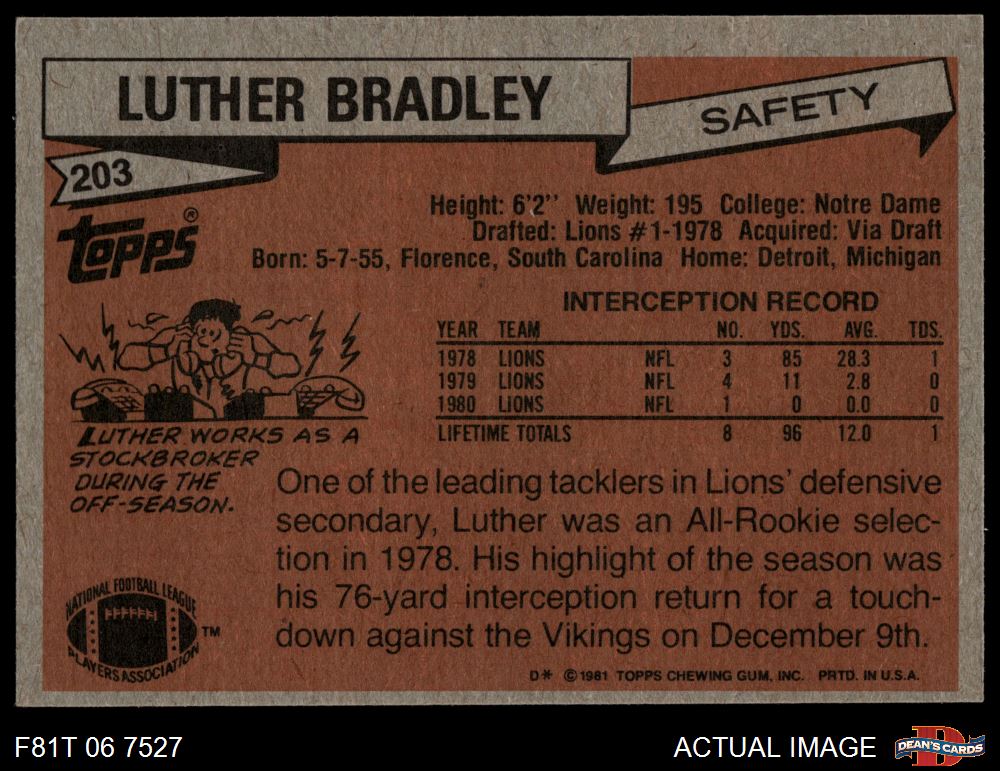 LUTHER BRADLEY
SAFETY
203
TOPPS®
Height: 6'2'' Weight: 195 College: Notre Dame
Drafted: Lions #1-1978 Acquired: Via Draft
Born: 5-7-55, Florence, South Carolina Home: Detroit, Michigan
INTERCEPTION RECORD
YEAR TEAM NO. YDS. AVG. TDS.
1978 LIONS NFL 3 85 28.3 1
1979 LIONS NFL 4 11 2.8 0
1980 LIONS NFL 1 0 0.0 0
LIFETIME TOTALS 8 96 12.0 1
LUTHER WORKS AS A
STOCKBROKER
DURING THE
OFF-SEASON.
One of the leading tacklers in Lions' defensive
secondary, Luther was an All-Rookie selec-
tion in 1978. His highlight of the season was
his 76-yard interception return for a touch-
down against the Vikings on December 9th.
NATIONAL FOOTBALL LEAGUE
PLAYERS ASSOCIATION
TM
D* ©1981 TOPPS CHEWING GUM, INC. PRTD. IN U.S.A.
F81T 06 7527
ACTUAL IMAGE
D
DEAN'S CARDS